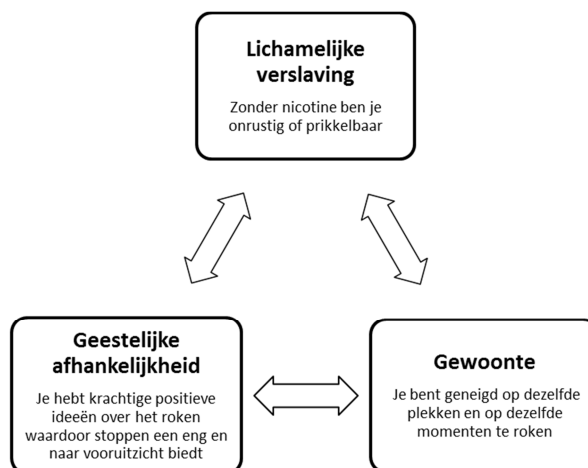 Lichamelijke
verslaving
Zonder nicotine ben je
onrustig of prikkelbaar
Geestelijke
afhankelijkheid
Je hebt krachtige positieve
ideeën over het roken
waardoor stoppen een eng en
naar vooruitzicht biedt
Gewoonte
Je bent geneigd op dezelfde
plekken en op dezelfde
momenten te roken